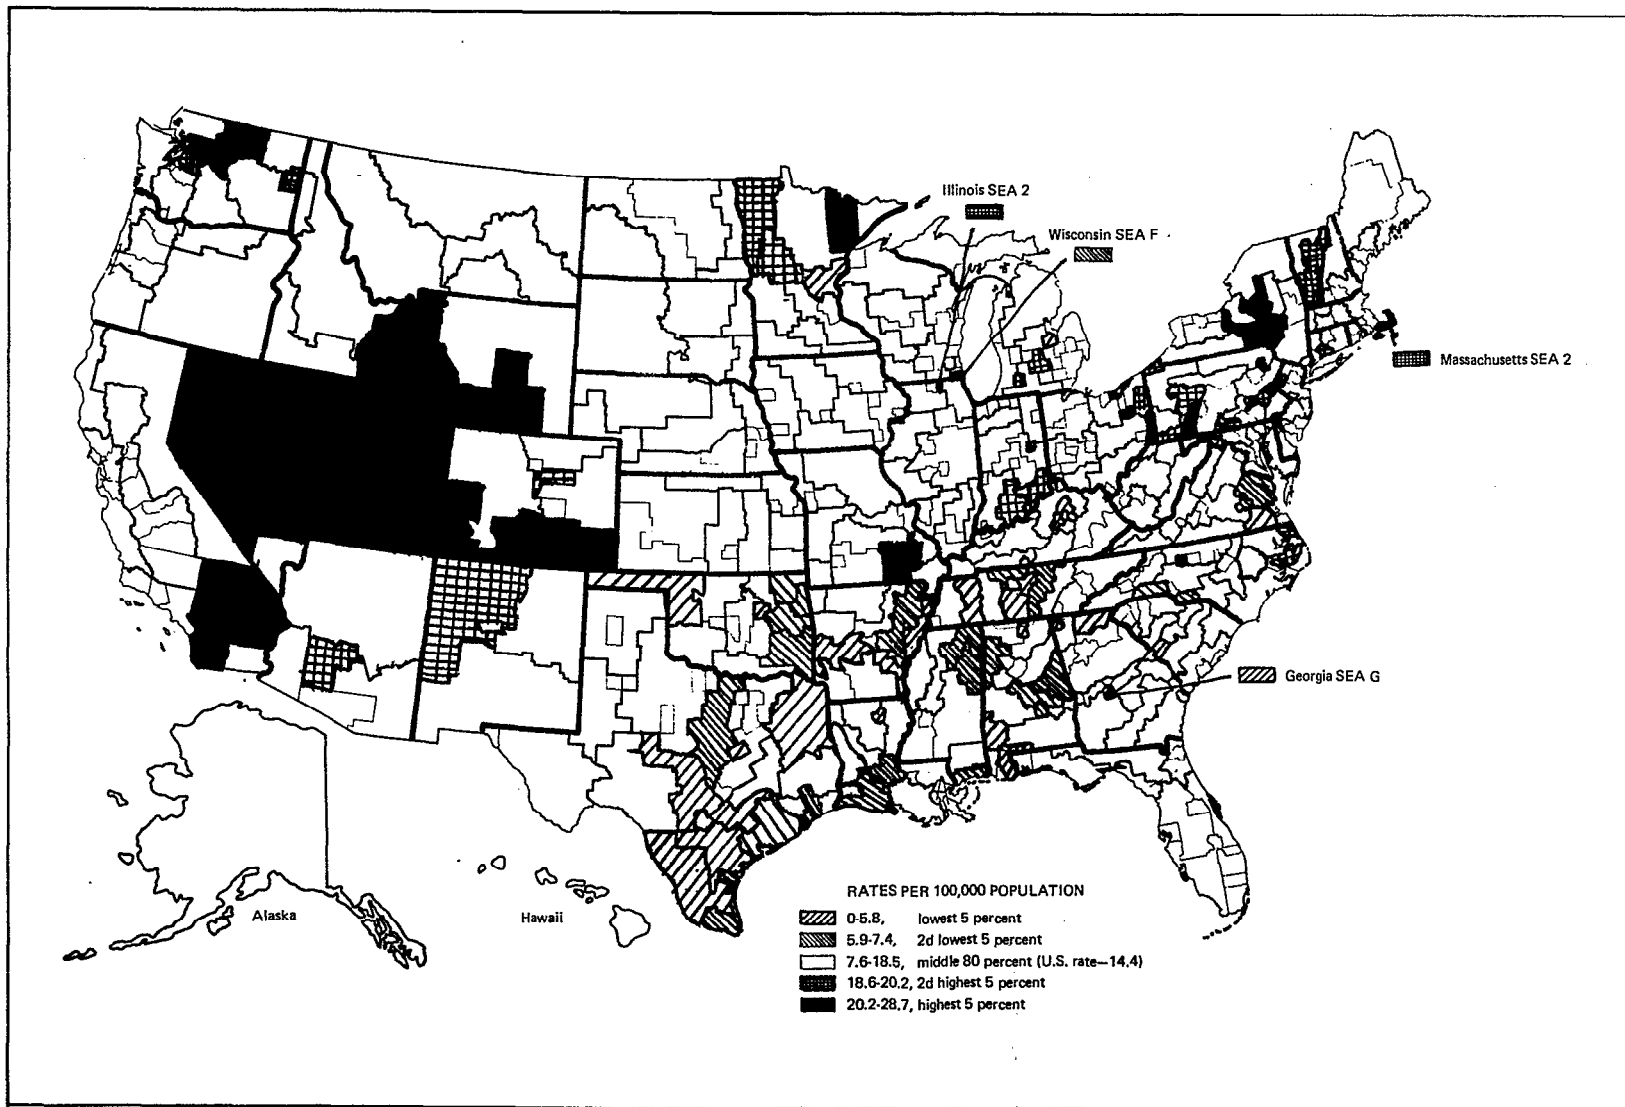 Illinois SEA 2
Wisconsin SEA F
Massachusetts SEA 2
Georgia SEA G
Alaska
Hawaii
RATES PER 100,000 POPULATION
0-5.8, lowest 5 percent
5.9-7.4, 2d lowest 5 percent
7.6-18.5, middle 80 percent (U.S. rate—14.4)
18.6-20.2, 2d highest 5 percent
20.2-28.7, highest 5 percent